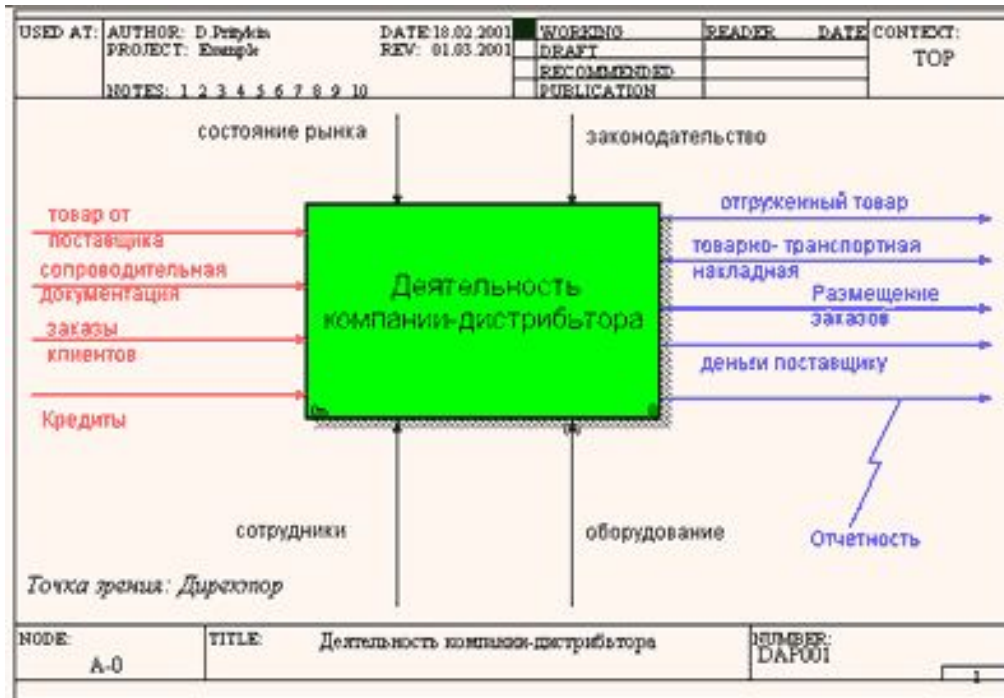 USED AT:
AUTHOR: D.Pritykin
DATE:18.02.2001
WORKING
READER
DATE
CONTEXT:
PROJECT: Example
REV: 01.03.2001
DRAFT
TOP
RECOMMENDED
NOTES: 1 2 3 4 5 6 7 8 9 10
PUBLICATION
состояние рынка
законодательство
товар от
поставщика
сопроводительная
документация
заказы
клиентов
Кредиты
Деятельность
компании-дистрибьтора
отгруженный товар
товарно- транспортная
накладная
Размещение
заказов
деньги поставщику
Отчетность
сотрудники
оборудование
Точка зрения: Директор
NODE:
A-0
TITLE:
Деятельность компании-дистрибьтора
NUMBER:
DAP001
1